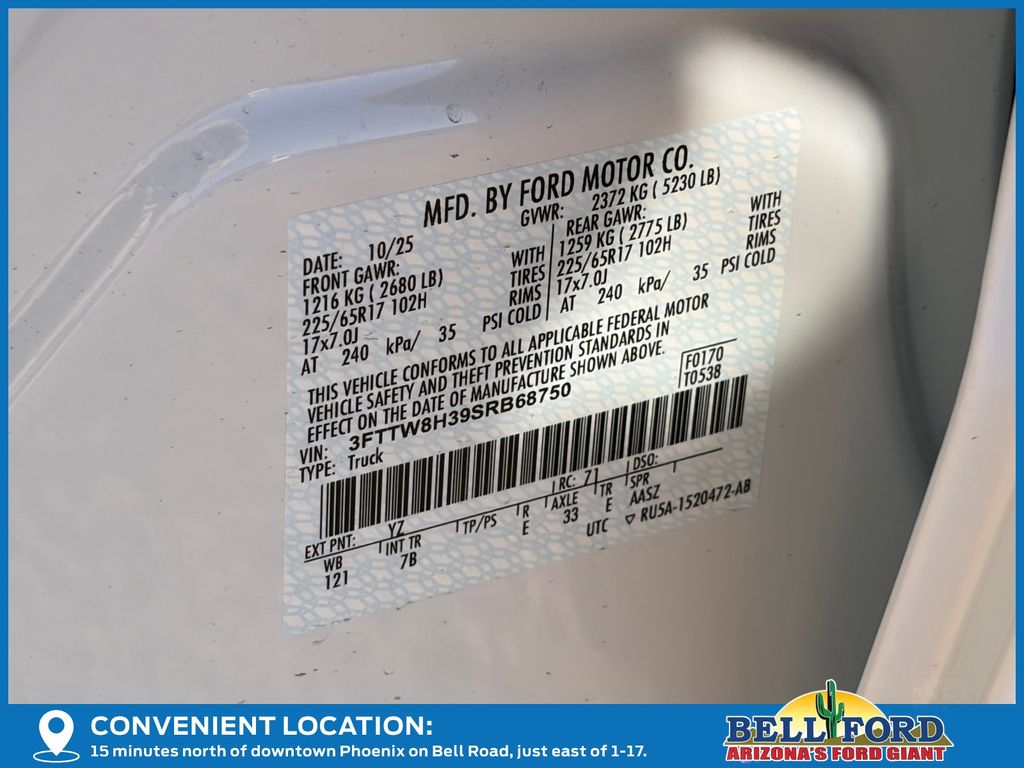 MFD. BY FORD MOTOR CO.
DATE: 10/25
GVWR: 2372 KG ( 5230 LB)
FRONT GAWR:
1216 KG ( 2680 LB) WITH
225/65R17 102H TIRES
17x7.0J RIMS
AT 240 kPa/ 35 PSI COLD
REAR GAWR:
1259 KG ( 2775 LB) WITH
225/65R17 102H TIRES
17x7.0J RIMS
AT 240 kPa/ 35 PSI COLD
THIS VEHICLE CONFORMS TO ALL APPLICABLE FEDERAL MOTOR
VEHICLE SAFETY AND THEFT PREVENTION STANDARDS IN
EFFECT ON THE DATE OF MANUFACTURE SHOWN ABOVE.
VIN: 3FTTW8H39SRB68750
TYPE: Truck
F0170
T0538
EXT PNT: YZ RC: 71 DSO:
WB INT TR TP/PS R AXLE TR SPR
121 7B E 33 E AASZ
UTC ▽ RU5A-1520472-AB
CONVENIENT LOCATION:
15 minutes north of downtown Phoenix on Bell Road, just east of 1-17.
BELL FORD
ARIZONA'S FORD GIANT